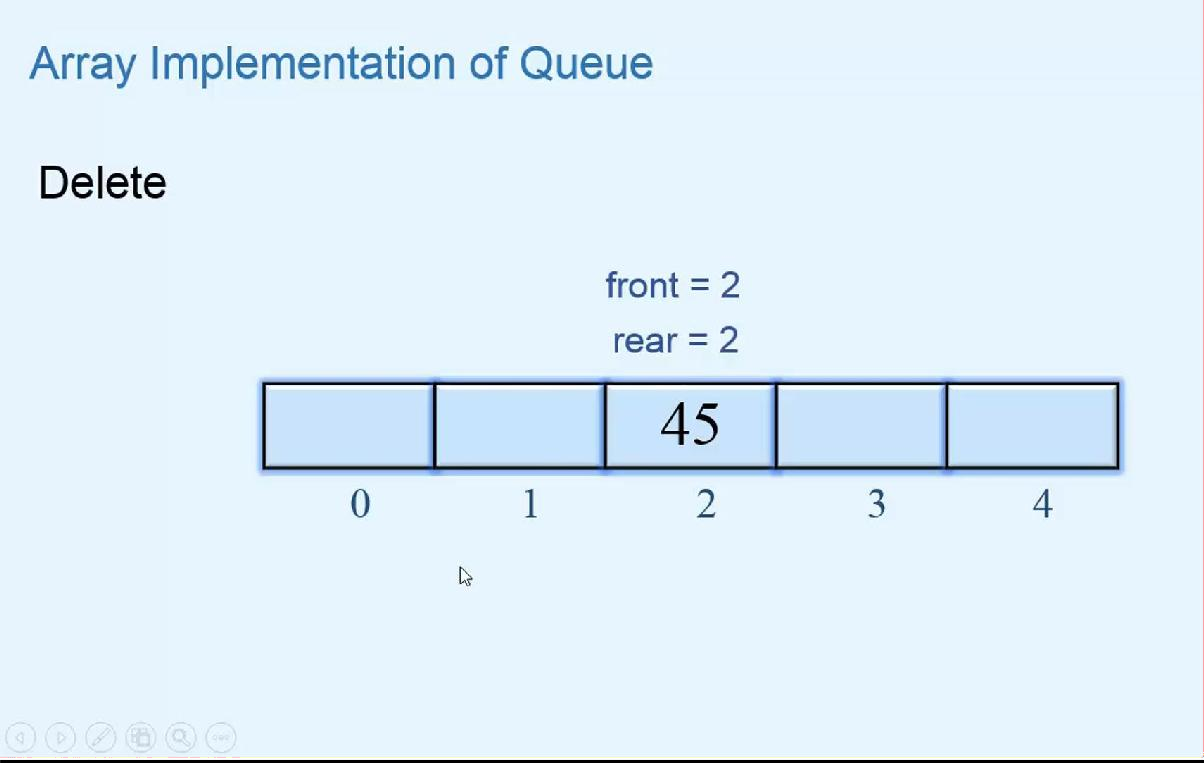 Array Implementation of Queue
Delete
front = 2
rear = 2
45
0 1 2 3 4